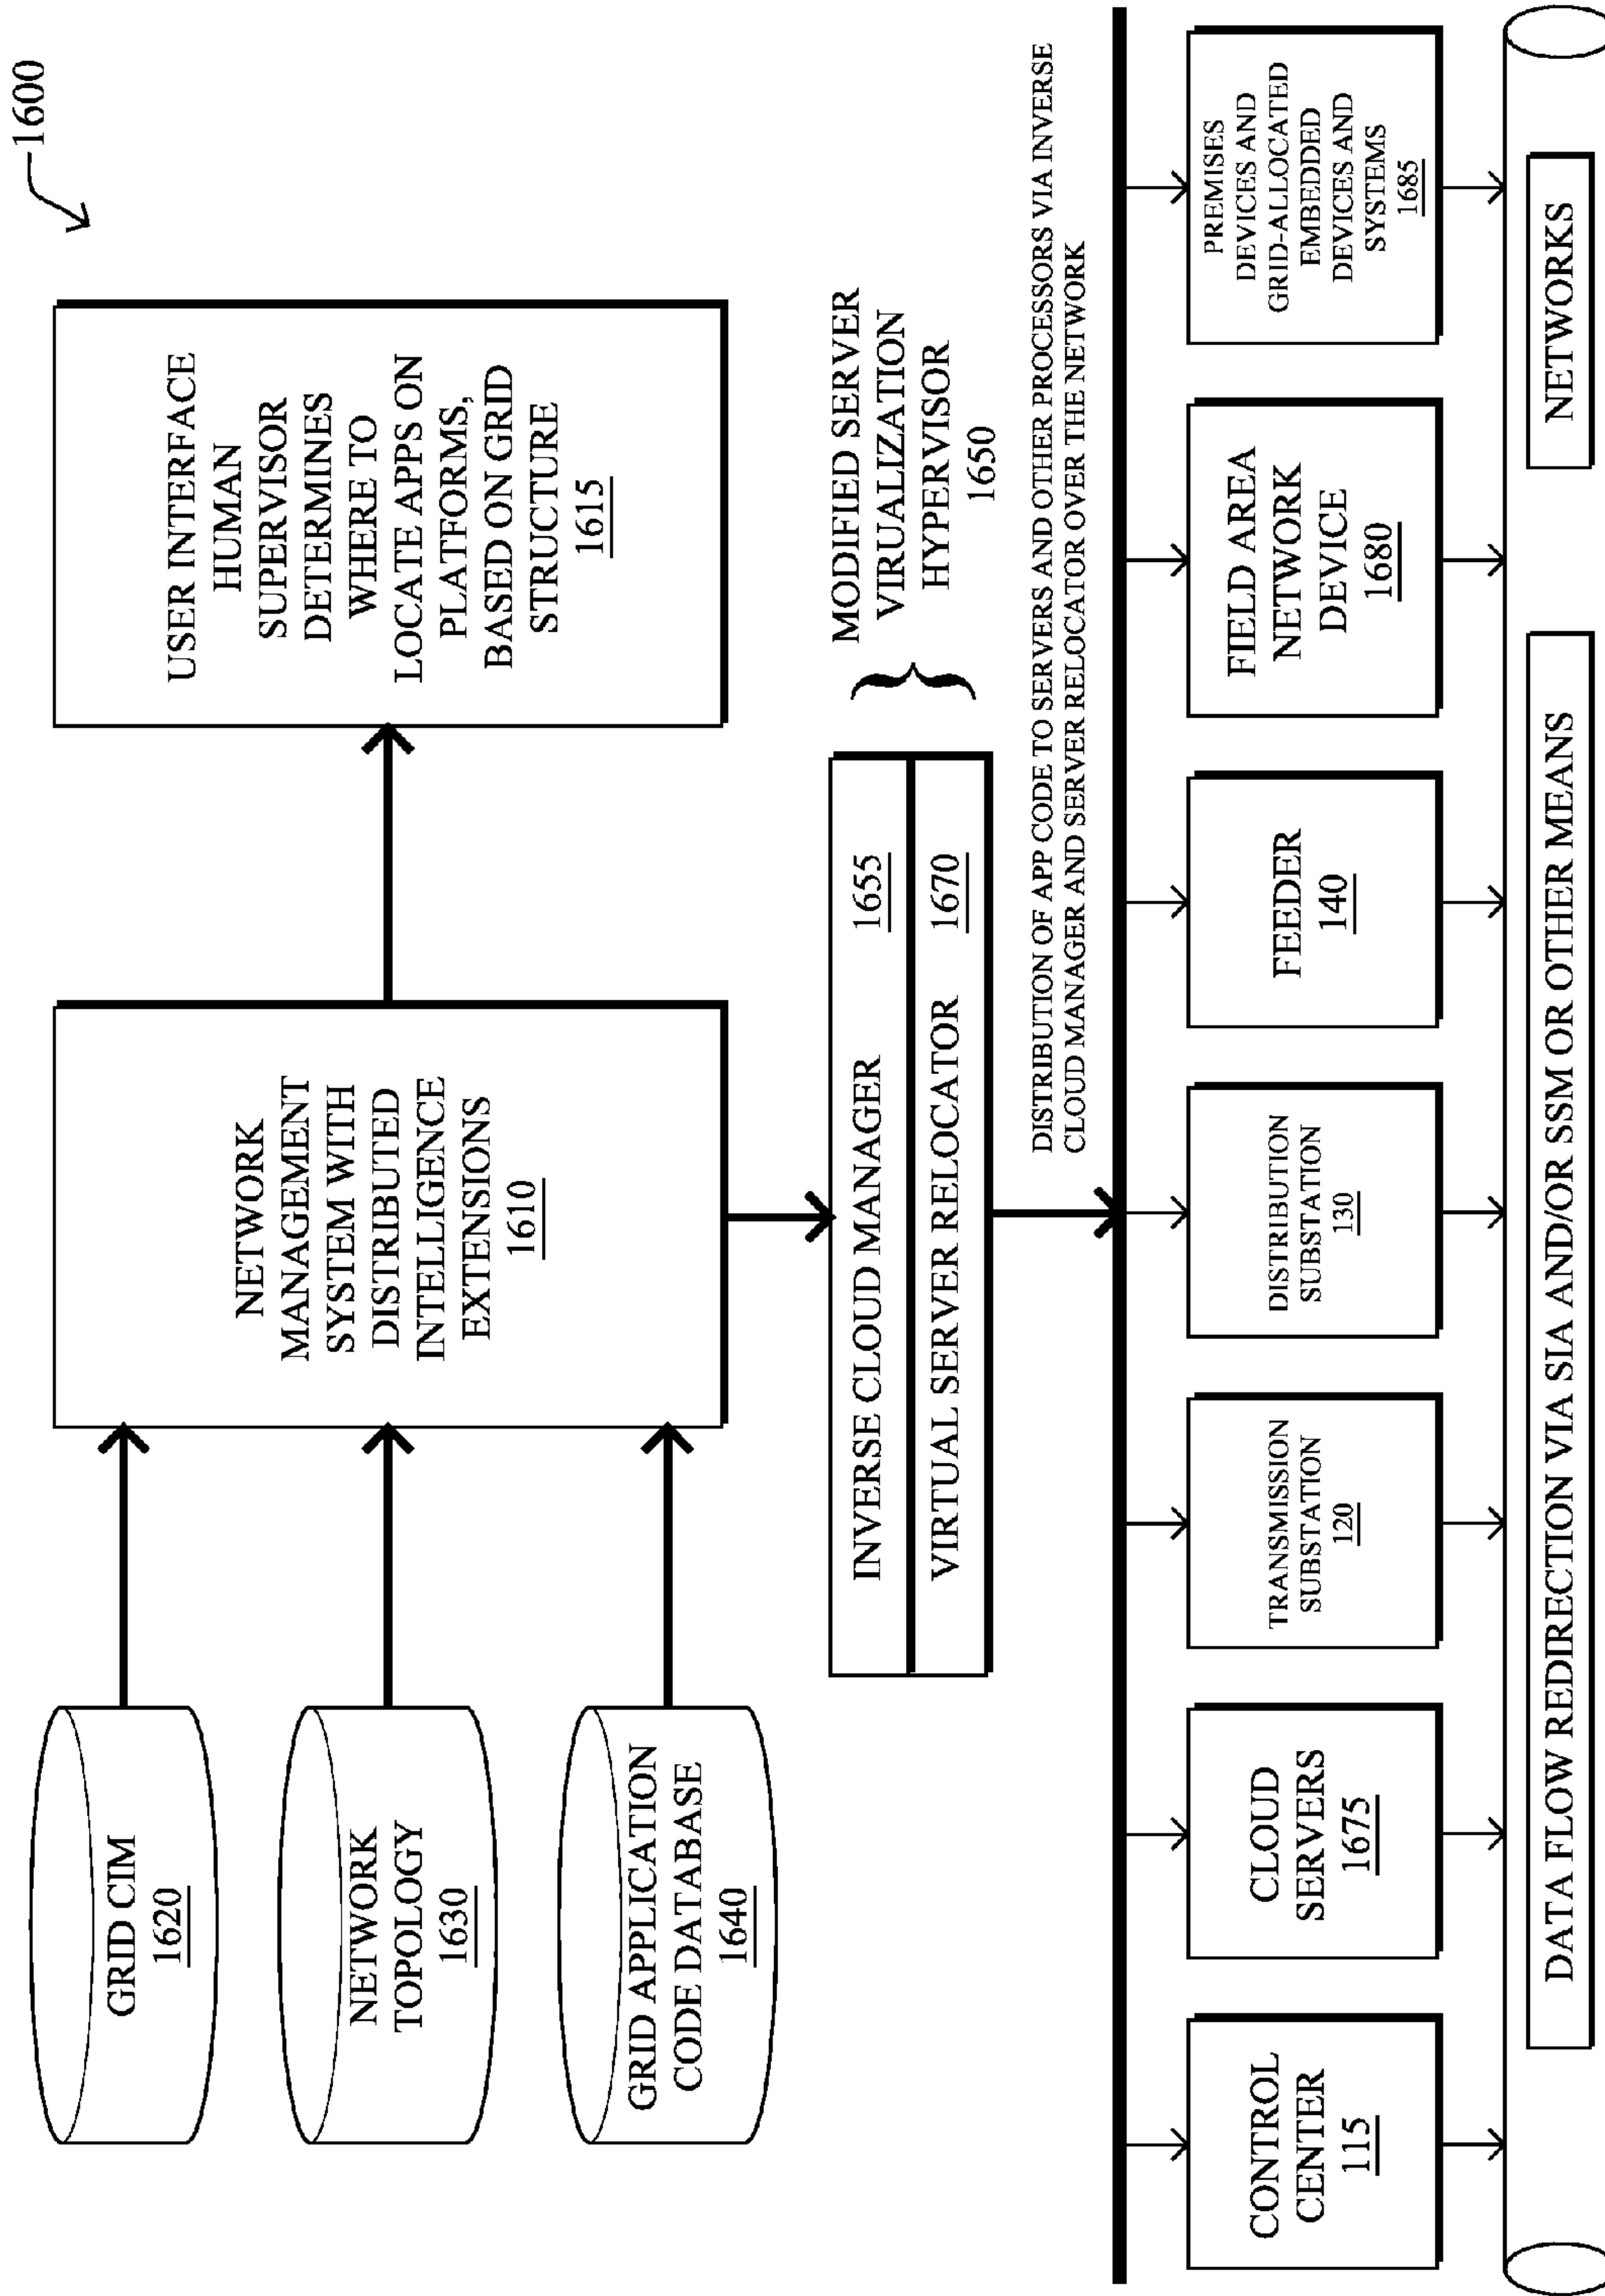 1600
GRID CIM
1620
NETWORK
TOPOLOGY
1630
GRID APPLICATION
CODE DATABASE
1640
NETWORK
MANAGEMENT
SYSTEM WITH
DISTRIBUTED
INTELLIGENCE
EXTENSIONS
1610
USER INTERFACE
HUMAN
SUPERVISOR
DETERMINES
WHERE TO
LOCATE APPS ON
PLATFORMS,
BASED ON GRID
STRUCTURE
1615
INVERSE CLOUD MANAGER 1655
VIRTUAL SERVER RELOCATOR 1670
MODIFIED SERVER
VIRUALIZATION
HYPERVISOR
1650
DISTRIBUTION OF APP CODE TO SERVERS AND OTHER PROCESSORS VIA INVERSE
CLOUD MANAGER AND SERVER RELOCATOR OVER THE NETWORK
CONTROL
CENTER
115
CLOUD
SERVERS
1675
TRANSMISSION
SUBSTATION
120
DISTRIBUTION
SUBSTATION
130
FEEDER
140
FIELD AREA
NETWORK
DEVICE
1680
PREMISES
DEVICES AND
GRID-ALLOCATED
EMBEDDED
DEVICES AND
SYSTEMS
1685
DATA FLOW REDIRECTION VIA SIA AND/OR SSM OR OTHER MEANS
NETWORKS